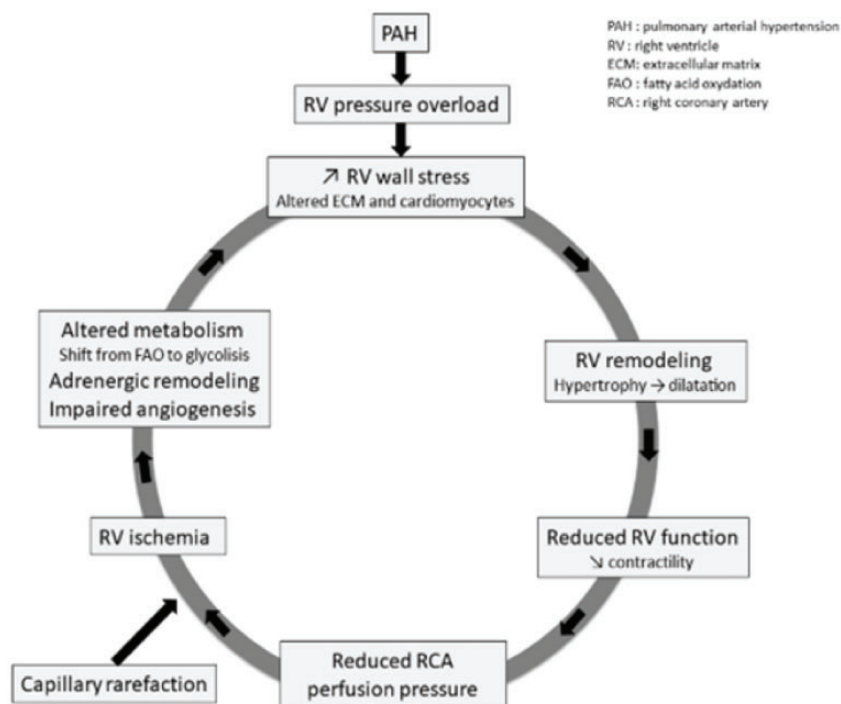 PAH
PAH : pulmonary arterial hypertension
RV : right ventricle
ECM: extracellular matrix
FAO : fatty acid oxydation
RCA : right coronary artery
RV pressure overload
↗ RV wall stress
Altered ECM and cardiomyocytes
RV remodeling
Hypertrophy → dilatation
Reduced RV function
↘ contractility
Reduced RCA
perfusion pressure
Capillary rarefaction
RV ischemia
Altered metabolism
Shift from FAO to glycolisis
Adrenergic remodeling
Impaired angiogenesis